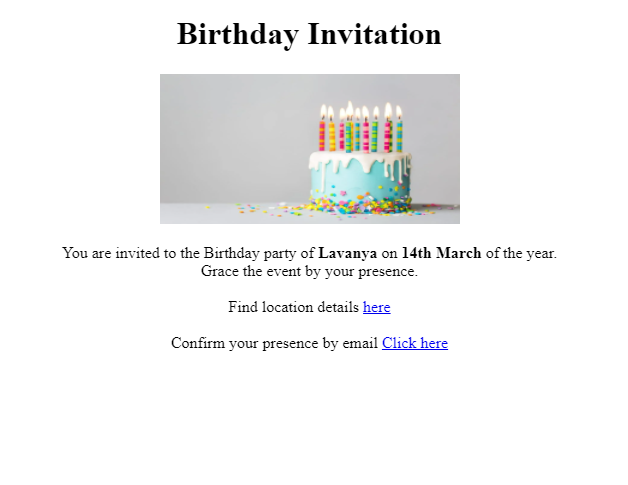 Birthday Invitation
You are invited to the Birthday party of Lavanya on 14th March of the year.
Grace the event by your presence.
Find location details here
Confirm your presence by email Click here